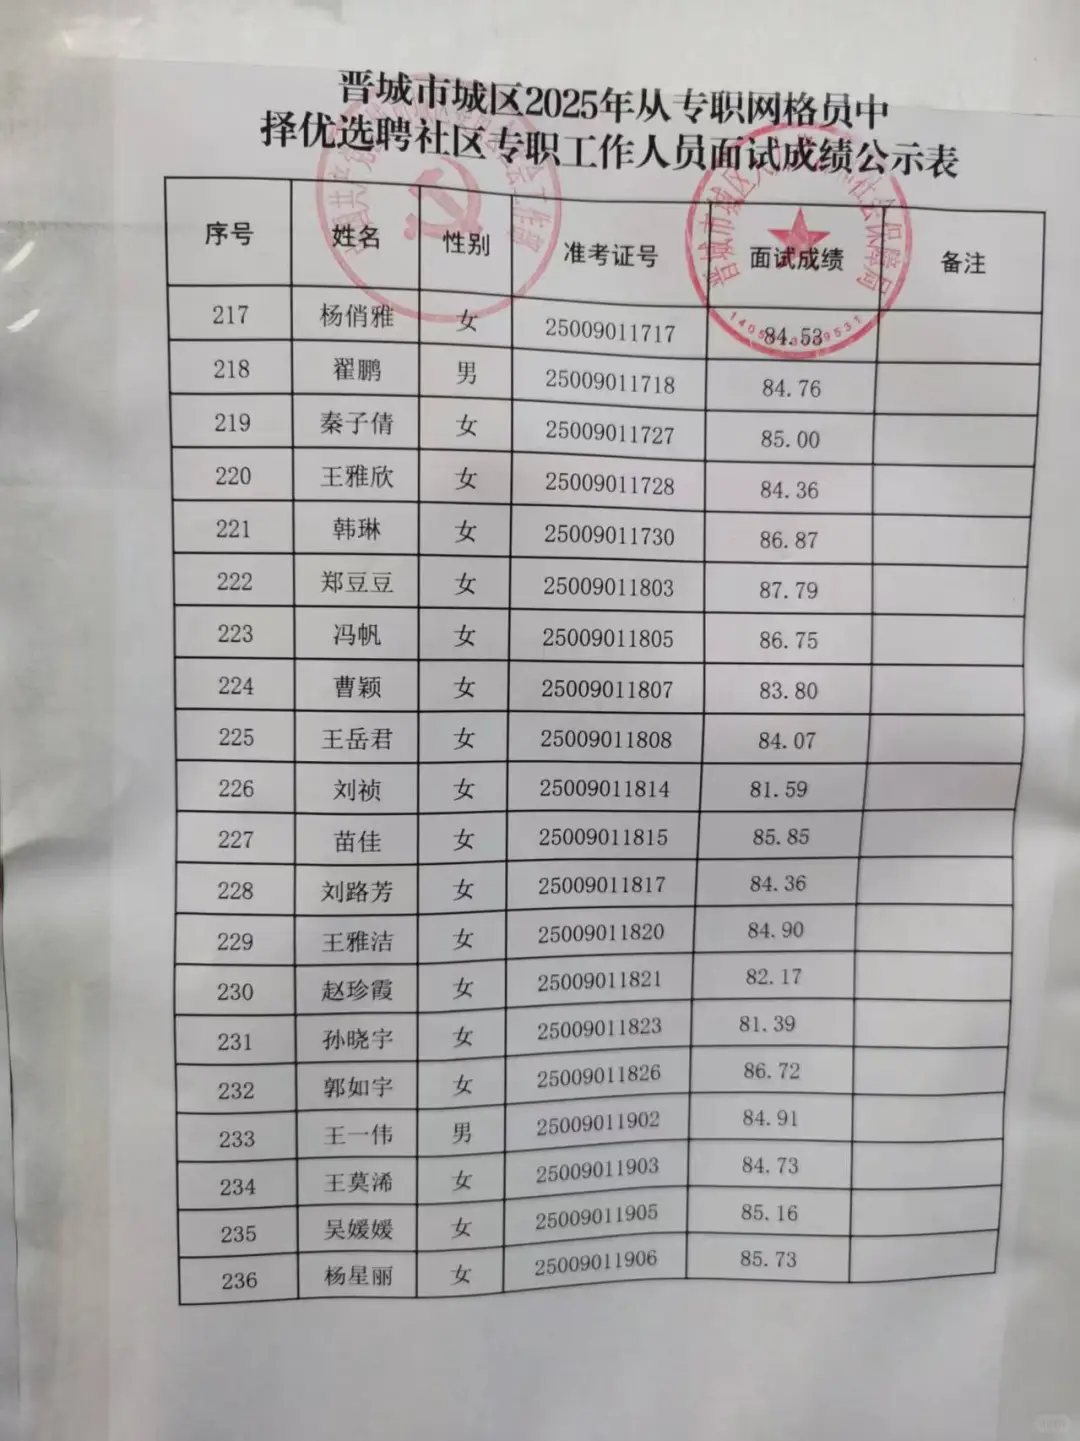 晋城市城区2025年从专职网格员中
择优选聘社区专职工作人员面试成绩公示表
序号 姓名 性别 准考证号 面试成绩 备注
217 杨俏雅 女 25009011717 84.53
218 翟鹏 男 25009011718 84.76
219 秦子倩 女 25009011727 85.00
220 王雅欣 女 25009011728 84.36
221 韩琳 女 25009011730 86.87
222 郑豆豆 女 25009011803 87.79
223 冯帆 女 25009011805 86.75
224 曹颖 女 25009011807 83.80
225 王岳君 女 25009011808 84.07
226 刘祯 女 25009011814 81.59
227 苗佳 女 25009011815 85.85
228 刘路芳 女 25009011817 84.36
229 王雅洁 女 25009011820 84.90
230 赵珍霞 女 25009011821 82.17
231 孙晓宇 女 25009011823 81.39
232 郭如宇 女 25009011826 86.72
233 王一伟 男 25009011902 84.91
234 王莫浠 女 25009011903 84.73
235 吴媛媛 女 25009011905 85.16
236 杨星丽 女 25009011906 85.73